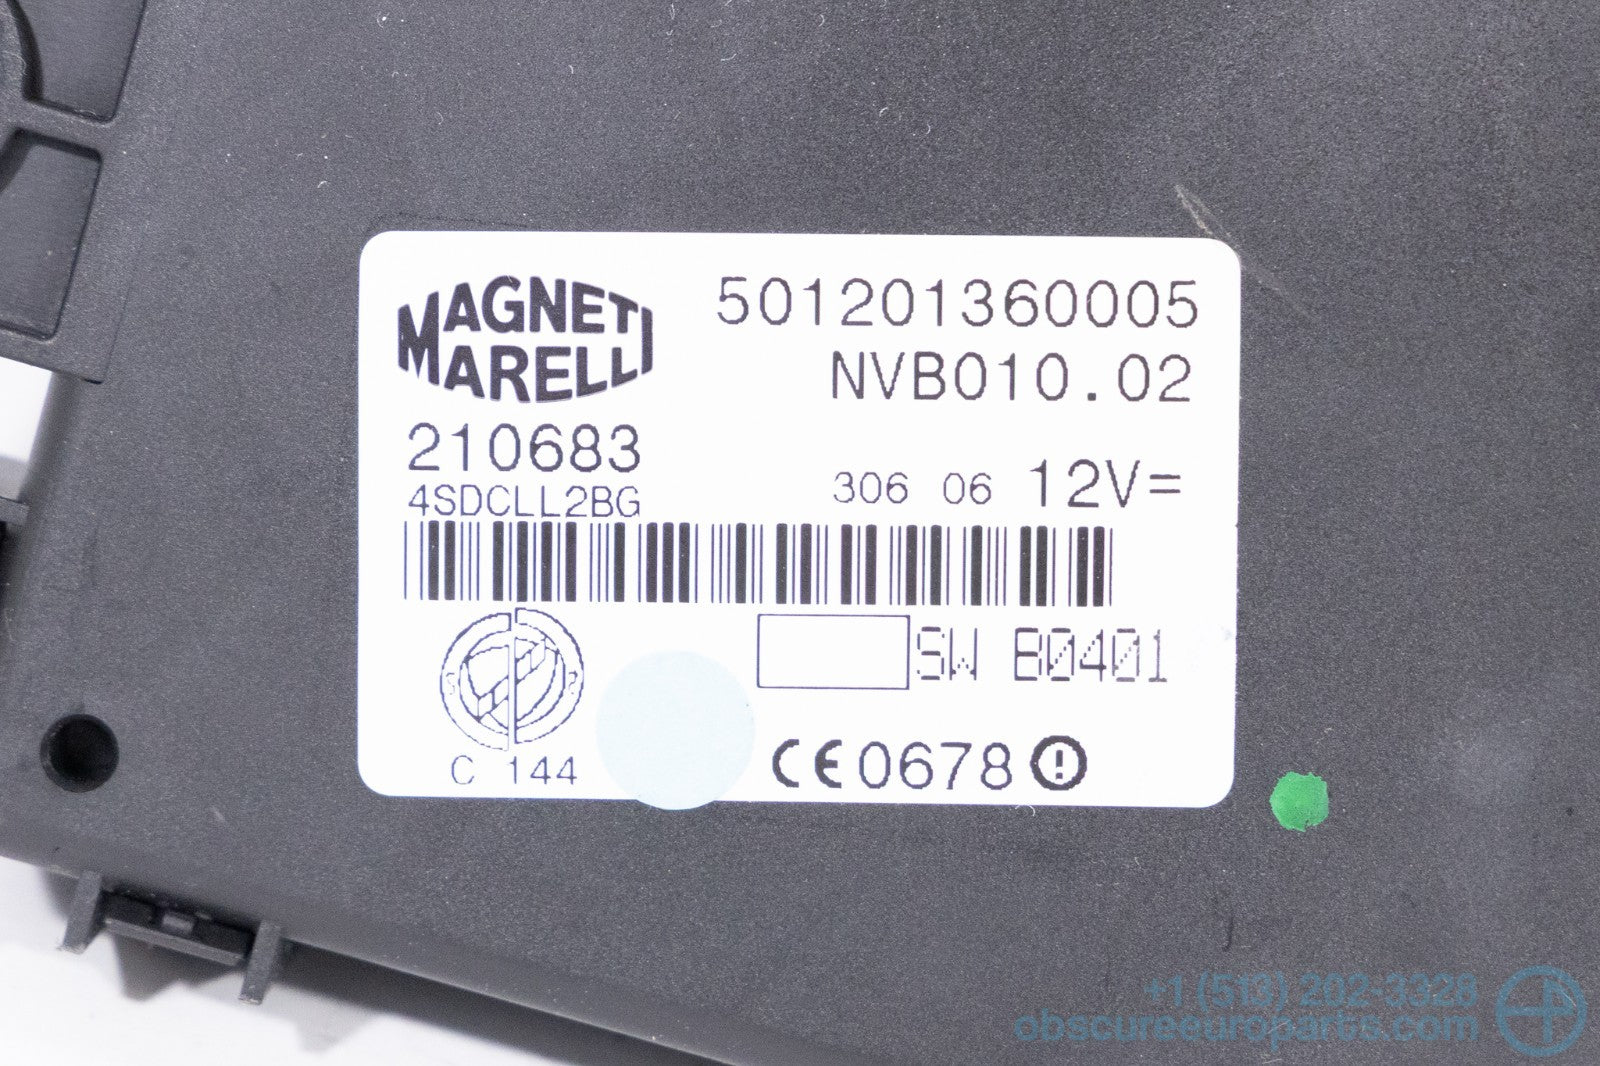 MAGNETI MARELLI
501201360005
NVB010.02
210683
4SDCLL2BG
306 06 12V=
SW B0401
C 144
CE0678
+1 (513) 202-3328
obscureeuroparts.com